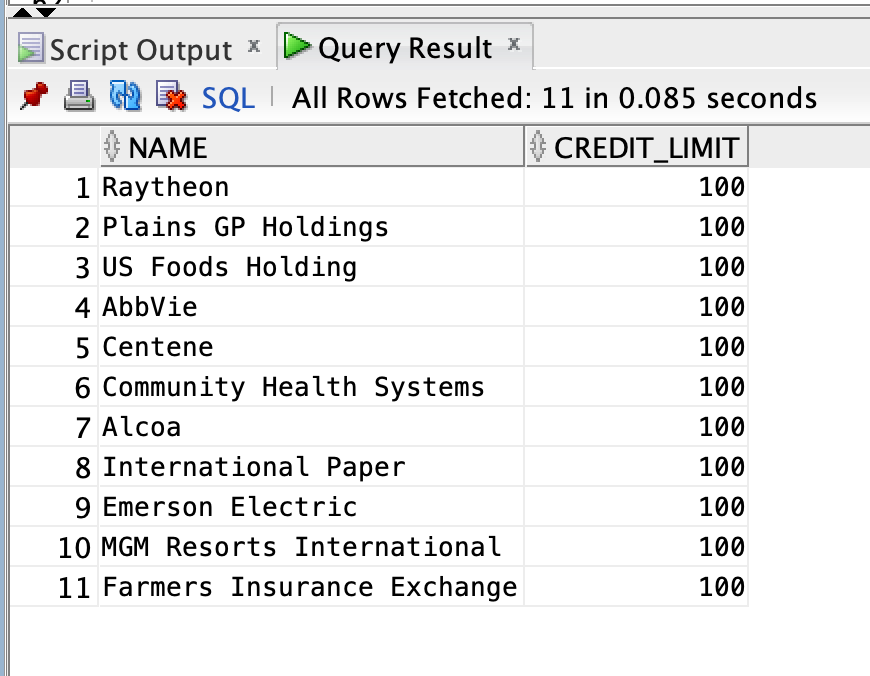 Script Output x Query Result x
SQL | All Rows Fetched: 11 in 0.085 seconds
NAME CREDIT_LIMIT
1 Raytheon 100
2 Plains GP Holdings 100
3 US Foods Holding 100
4 AbbVie 100
5 Centene 100
6 Community Health Systems 100
7 Alcoa 100
8 International Paper 100
9 Emerson Electric 100
10 MGM Resorts International 100
11 Farmers Insurance Exchange 100